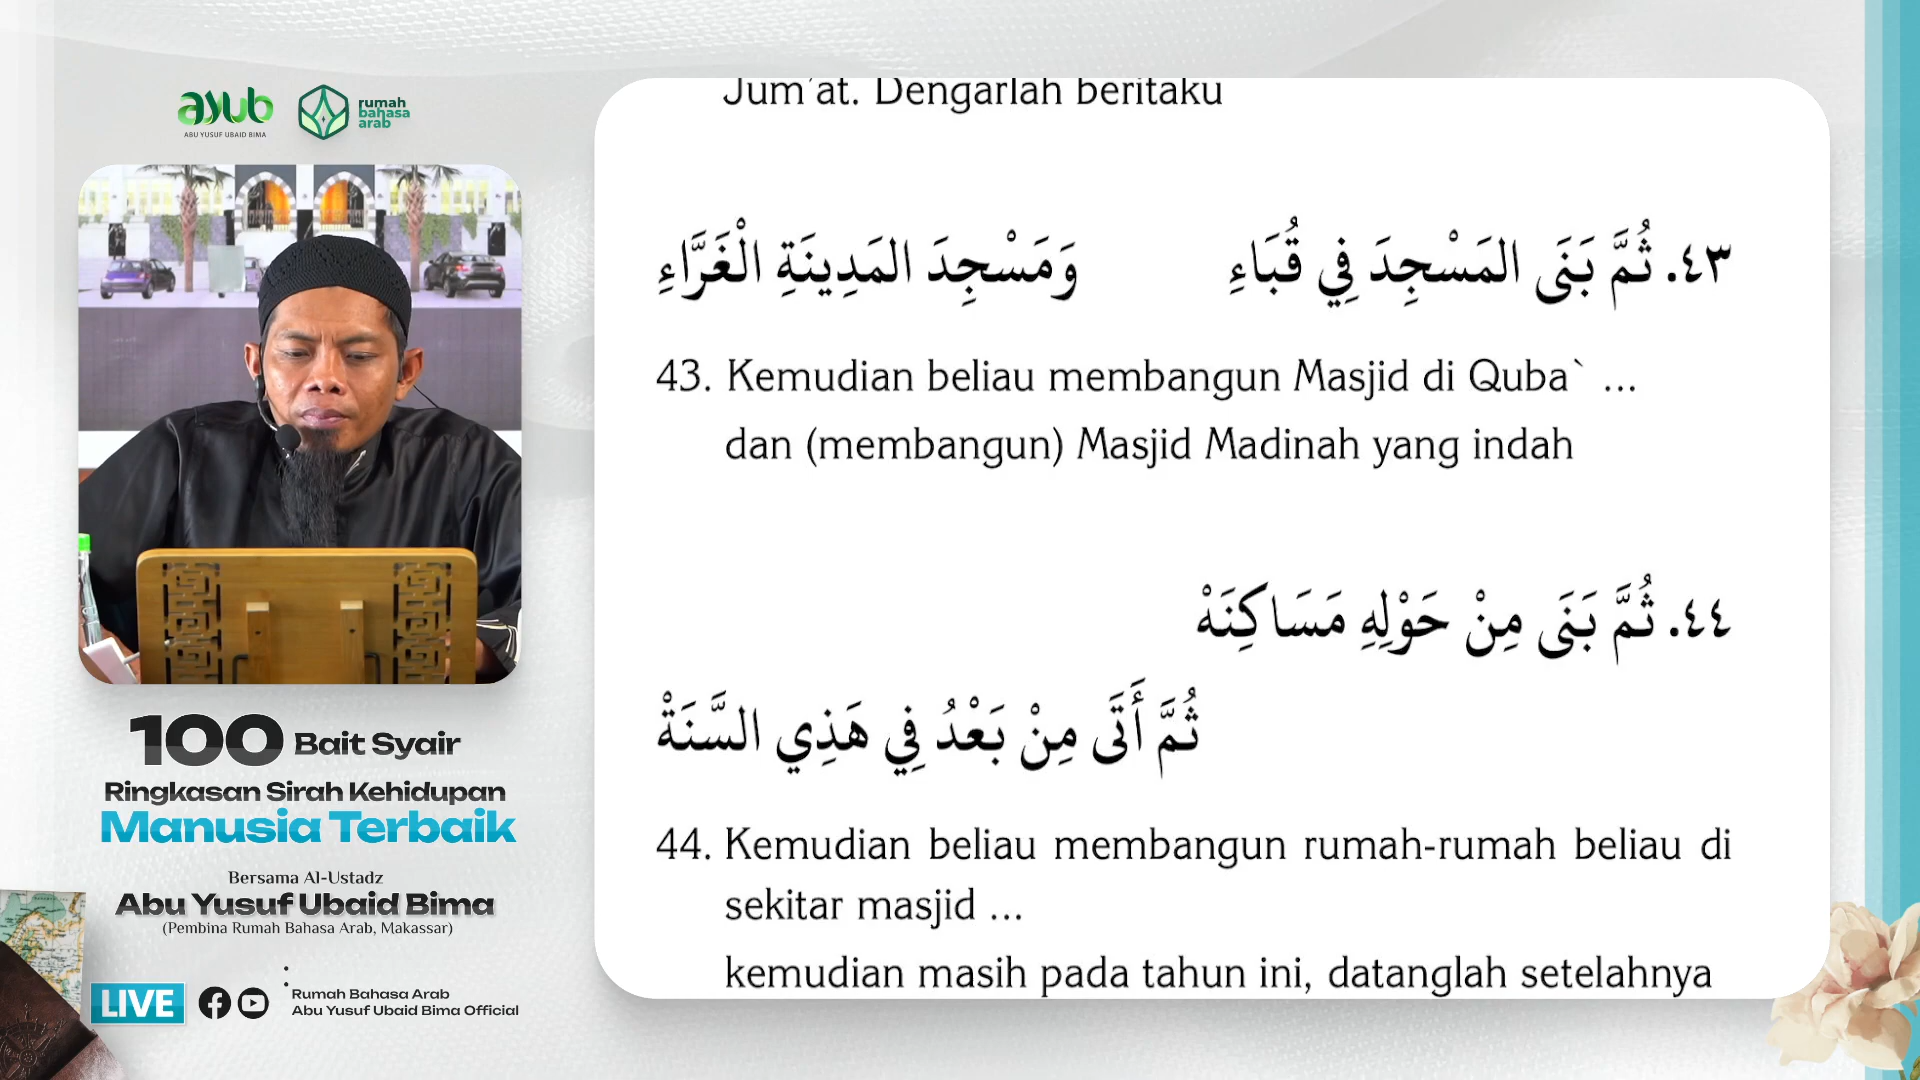 ayub
ABU YUSUF UBAID BIMA
rumah
bahasa
arab
100 Bait Syair
Ringkasan Sirah Kehidupan
Manusia Terbaik
Bersama Al-Ustadz
Abu Yusuf Ubaid Bima
(Pembina Rumah Bahasa Arab, Makassar)
LIVE
:
:
Rumah Bahasa Arab
Abu Yusuf Ubaid Bima Official
Jum'at. Dengarlah beritaku
٤٣. ثُمَّ بَنَى المَسْجِدَ فِي قُبَاءِ وَمَسْجِدَ المَدِينَةِ الْغَرَّاءِ
43. Kemudian beliau membangun Masjid di Quba` ...
dan (membangun) Masjid Madinah yang indah
٤٤. ثُمَّ بَنَى مِنْ حَوْلِهِ مَسَاكِنَهْ
ثُمَّ أَتَى مِنْ بَعْدُ فِي هَذِي السَّنَةْ
44. Kemudian beliau membangun rumah-rumah beliau di
sekitar masjid ...
kemudian masih pada tahun ini, datanglah setelahnya